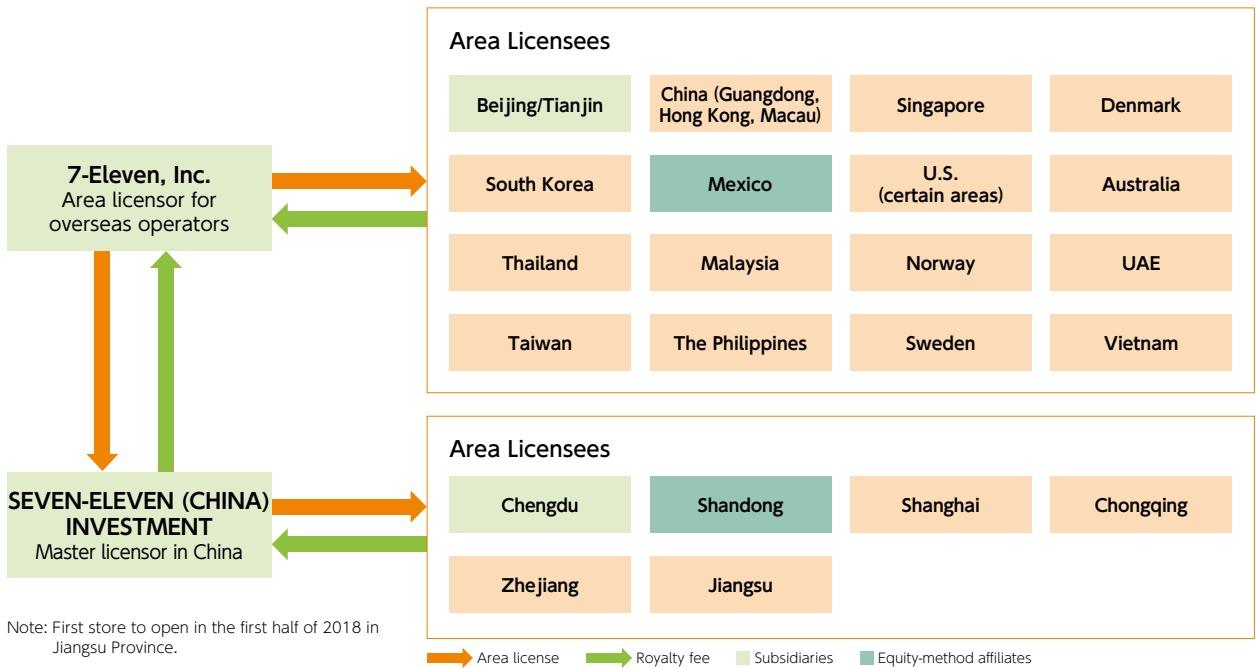 Area Licensees
Beijing/Tianjin
China (Guangdong,
Hong Kong, Macau)
Singapore
Denmark
7-Eleven, Inc.
Area licensor for
overseas operators
South Korea
Mexico
U.S.
(certain areas)
Australia
Thailand
Malaysia
Norway
UAE
Taiwan
The Philippines
Sweden
Vietnam
Area Licensees
SEVEN-ELEVEN (CHINA)
INVESTMENT
Master licensor in China
Chengdu
Shandong
Shanghai
Chongqing
Zhejiang
Jiangsu
Note: First store to open in the first half of 2018 in
Jiangsu Province.
Area license
Royalty fee
Subsidiaries
Equity-method affiliates